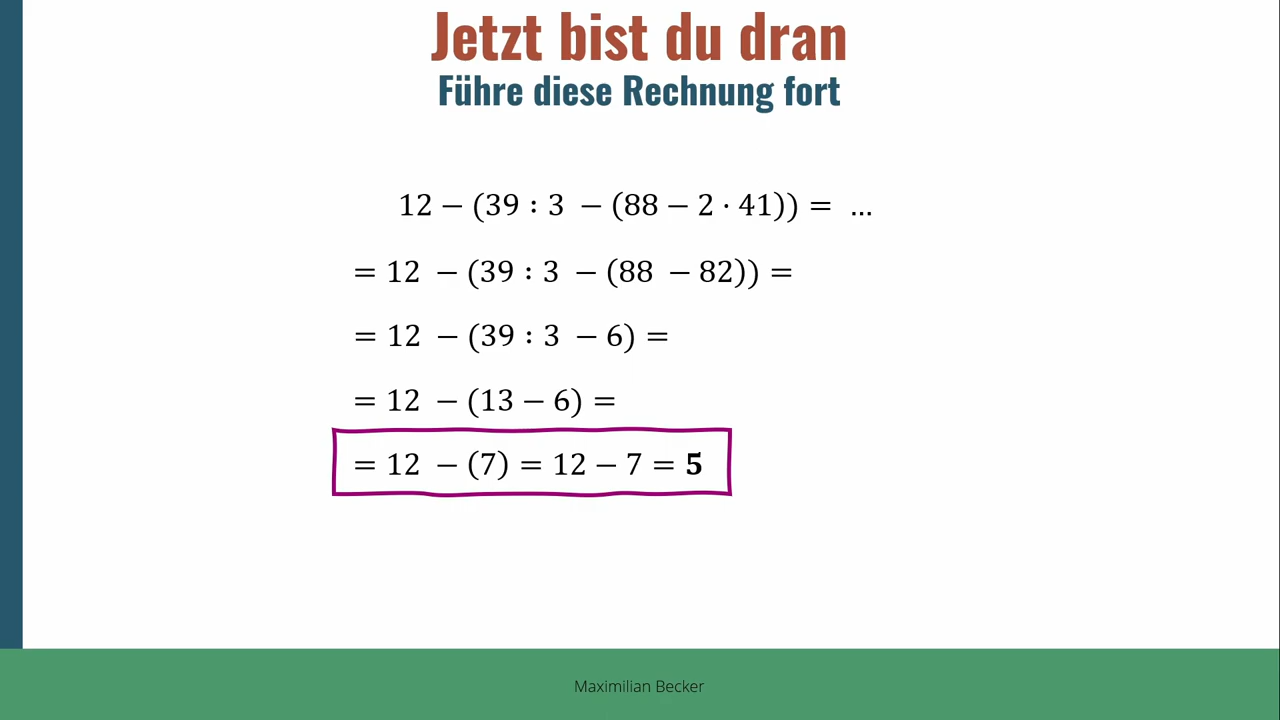 Jetzt bist du dran
Führe diese Rechnung fort
12 − (39 : 3 − (88 − 2 · 41)) = ...
= 12 − (39 : 3 − (88 − 82)) =
= 12 − (39 : 3 − 6) =
= 12 − (13 − 6) =
= 12 − (7) = 12 − 7 = 5
Maximilian Becker